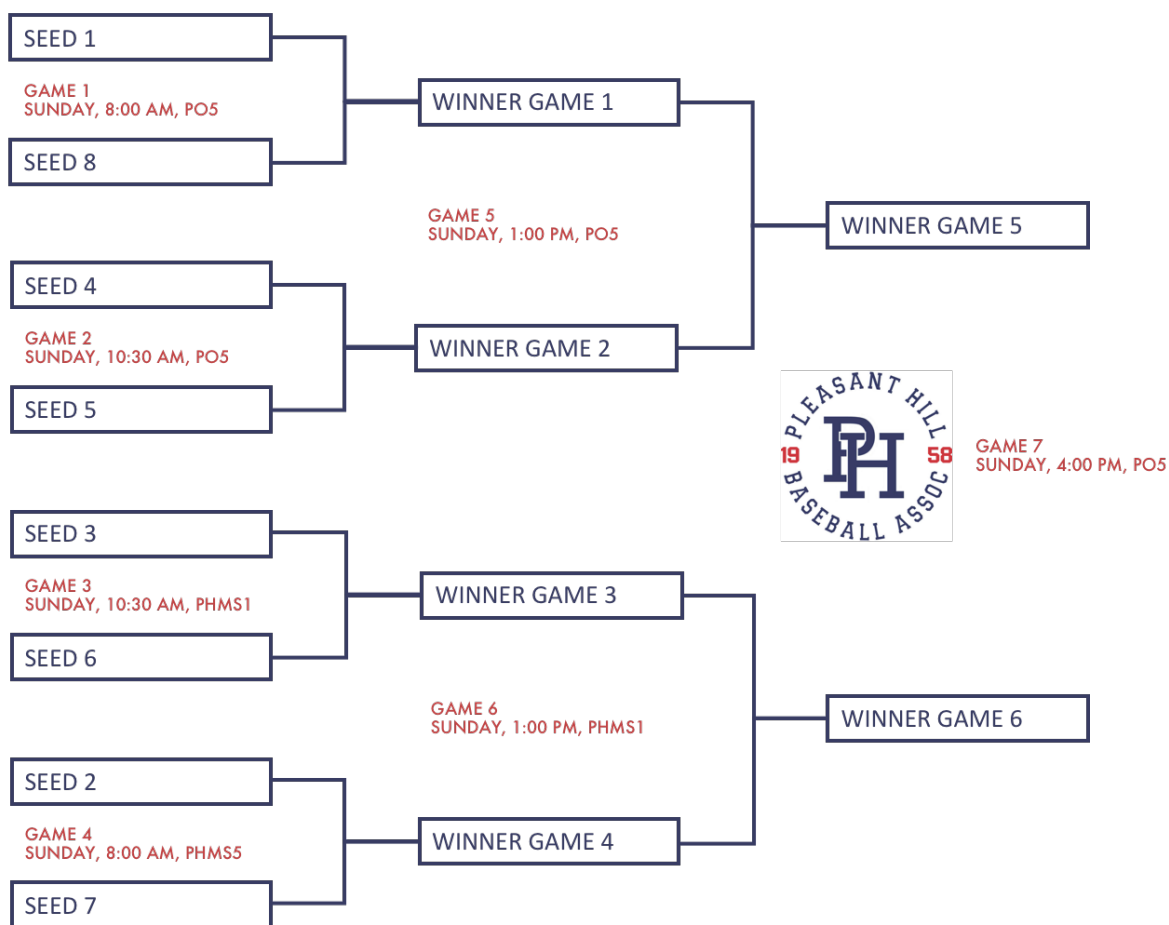 SEED 1
GAME 1
SUNDAY, 8:00 AM, PO5
SEED 8
WINNER GAME 1
GAME 5
SUNDAY, 1:00 PM, PO5
WINNER GAME 5
SEED 4
GAME 2
SUNDAY, 10:30 AM, PO5
SEED 5
WINNER GAME 2
PLEASANT HILL
19 PH 58
BASEBALL ASSOC
GAME 7
SUNDAY, 4:00 PM, PO5
SEED 3
GAME 3
SUNDAY, 10:30 AM, PHMS1
SEED 6
WINNER GAME 3
GAME 6
SUNDAY, 1:00 PM, PHMS1
WINNER GAME 6
SEED 2
GAME 4
SUNDAY, 8:00 AM, PHMS5
SEED 7
WINNER GAME 4